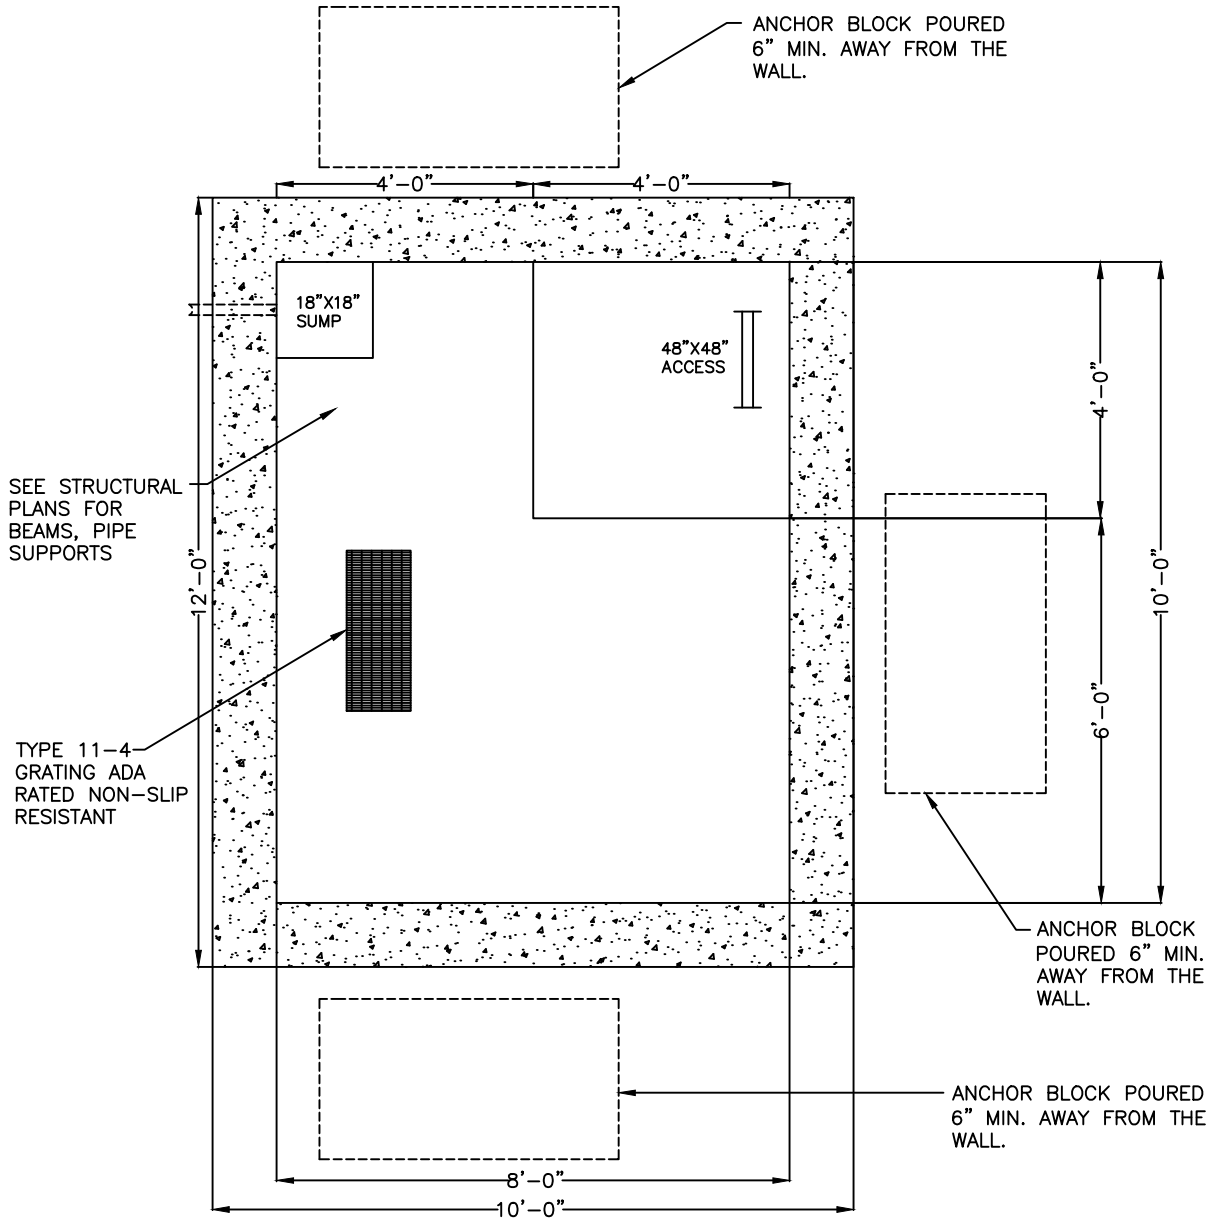 ANCHOR BLOCK POURED
6" MIN. AWAY FROM THE
WALL.
4'-0"
4'-0"
18"X18"
SUMP
48"X48"
ACCESS
4'-0"
SEE STRUCTURAL
PLANS FOR
BEAMS, PIPE
SUPPORTS
12'-0"
10'-0"
6'-0"
TYPE 11-4
GRATING ADA
RATED NON-SLIP
RESISTANT
ANCHOR BLOCK
POURED 6" MIN.
AWAY FROM THE
WALL.
ANCHOR BLOCK POURED
6" MIN. AWAY FROM THE
WALL.
8'-0"
10'-0"